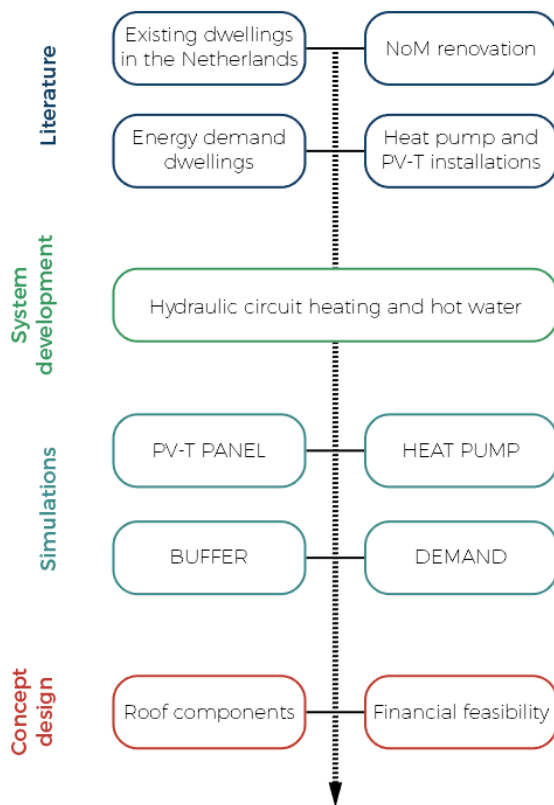 Literature
Existing dwellings
in the Netherlands
NoM renovation
Energy demand
dwellings
Heat pump and
PV-T installations
System
development
Hydraulic circuit heating and hot water
Simulations
PV-T PANEL
HEAT PUMP
BUFFER
DEMAND
Concept
design
Roof components
Financial feasibility